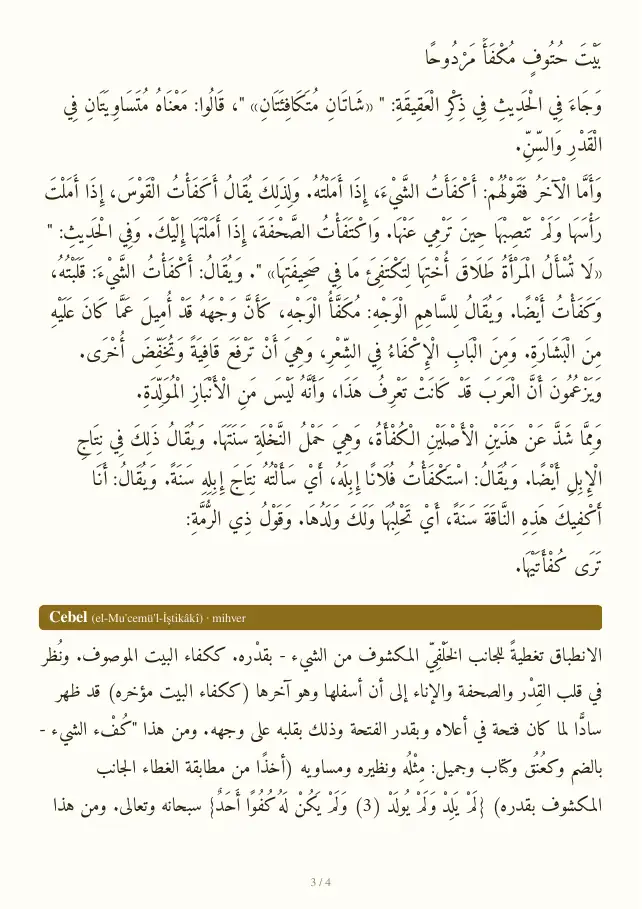 بَيْتَ حُتُوفٍ مُكْفَأً مَرْدُوحًا
وَجَاءَ فِي الْحَدِيثِ فِي ذِكْرِ الْعَقِيقَةِ: " «شَاتَانِ مُتَكَافِئَتَانِ» "، قَالُوا: مَعْنَاهُ مُتَسَاوِيَتَانِ فِي
الْقَدْرِ وَالسِّنِّ.
وَأَمَّا الْآخَرُ فَقَوْلُهُمْ: أَكْفَأْتُ الشَّيْءَ، إِذَا أَمَلْتُهُ. وَلِذَلِكَ يُقَالُ أَكْفَأْتُ الْقَوْسَ، إِذَا أَمَلْتَ
رَأْسَهَا وَلَمْ تَنْصِبْهَا حِينَ تَرْمِي عَنْهَا. وَاكْتَفَأْتُ الصَّحْفَةَ، إِذَا أَمَلْتَهَا إِلَيْكَ. وَفِي الْحَدِيثِ: "
«لَا تُسْأَلُ الْمَرْأَةُ طَلَاقَ أُخْتِهَا لِتَكْتَفِئَ مَا فِي صَحِيفَتِهَا» ". وَيُقَالُ: أَكْفَأْتُ الشَّيْءَ: قَلَبْتُهُ،
وَكَفَأْتُ أَيْضًا. وَيُقَالُ لِلسَّاهِمِ الْوَجْهِ: مُكَفَّأُ الْوَجْهِ، كَأَنَّ وَجْهَهُ قَدْ أُمِيلَ عَمَّا كَانَ عَلَيْهِ
مِنَ الْبَشَارَةِ. وَمِنَ الْبَابِ الْإِكْفَاءُ فِي الشِّعْرِ، وَهِيَ أَنْ تَرْفَعَ قَافِيَةً وَتُخَفِّضَ أُخْرَى.
وَيَزْعُمُونَ أَنَّ الْعَرَبَ قَدْ كَانَتْ تَعْرِفُ هَذَا، وَأَنَّهُ لَيْسَ مَنِ الْأَنْبَازِ الْمُوَلِّدَةِ.
وَمِمَّا شَذَّ عَنْ هَذَيْنِ الْأَصْلَيْنِ الْكُفْأَةُ، وَهِيَ حَمْلُ النَّخْلَةِ سَنَتَهَا. وَيُقَالُ ذَلِكَ فِي نِتَاجِ
الْإِبِلِ أَيْضًا. وَيُقَالُ: اسْتَكْفَأْتُ فُلَانًا إِبِلَهُ، أَيْ سَأَلْتُهُ نِتَاجَ إِبِلِهِ سَنَةً. وَيُقَالُ: أَنَا
أَكْفِيكَ هَذِهِ النَّاقَةَ سَنَةً، أَيْ تَحْلِبُهَا وَلَكَ وَلَدُهَا. وَقَوْلُ ذِي الرُّمَّةِ:
تَرَى كُفْأَتَيْهَا.
Cebel (el-Mu'cemü'l-İştikâkî) · mihver
الانطباق تغطيةً للجانب الخَلْفِيّ المكشوف من الشيء - بقدْره. ككفاء البيت الموصوف. ونُظر
في قلب القِدْر والصحفة والإناء إلى أن أسفلها وهو آخرها (ككفاء البيت مؤخره) قد ظهر
سادًّا لما كان فتحة في أعلاه وبقدر الفتحة وذلك بقلبه على وجهه. ومن هذا "كُفْء الشيء -
بالضم وكعُنُق وكتاب وجميل: مِثْلُه ونظيره ومساويه (أخذًا من مطابقة الغطاء الجانب
المكشوف بقدره) {لَمْ يَلِدْ وَلَمْ يُولَدْ (3) وَلَمْ يَكُنْ لَهُ كُفُوًا أَحَدٌ} سبحانه وتعالى. ومن هذا
3 / 4